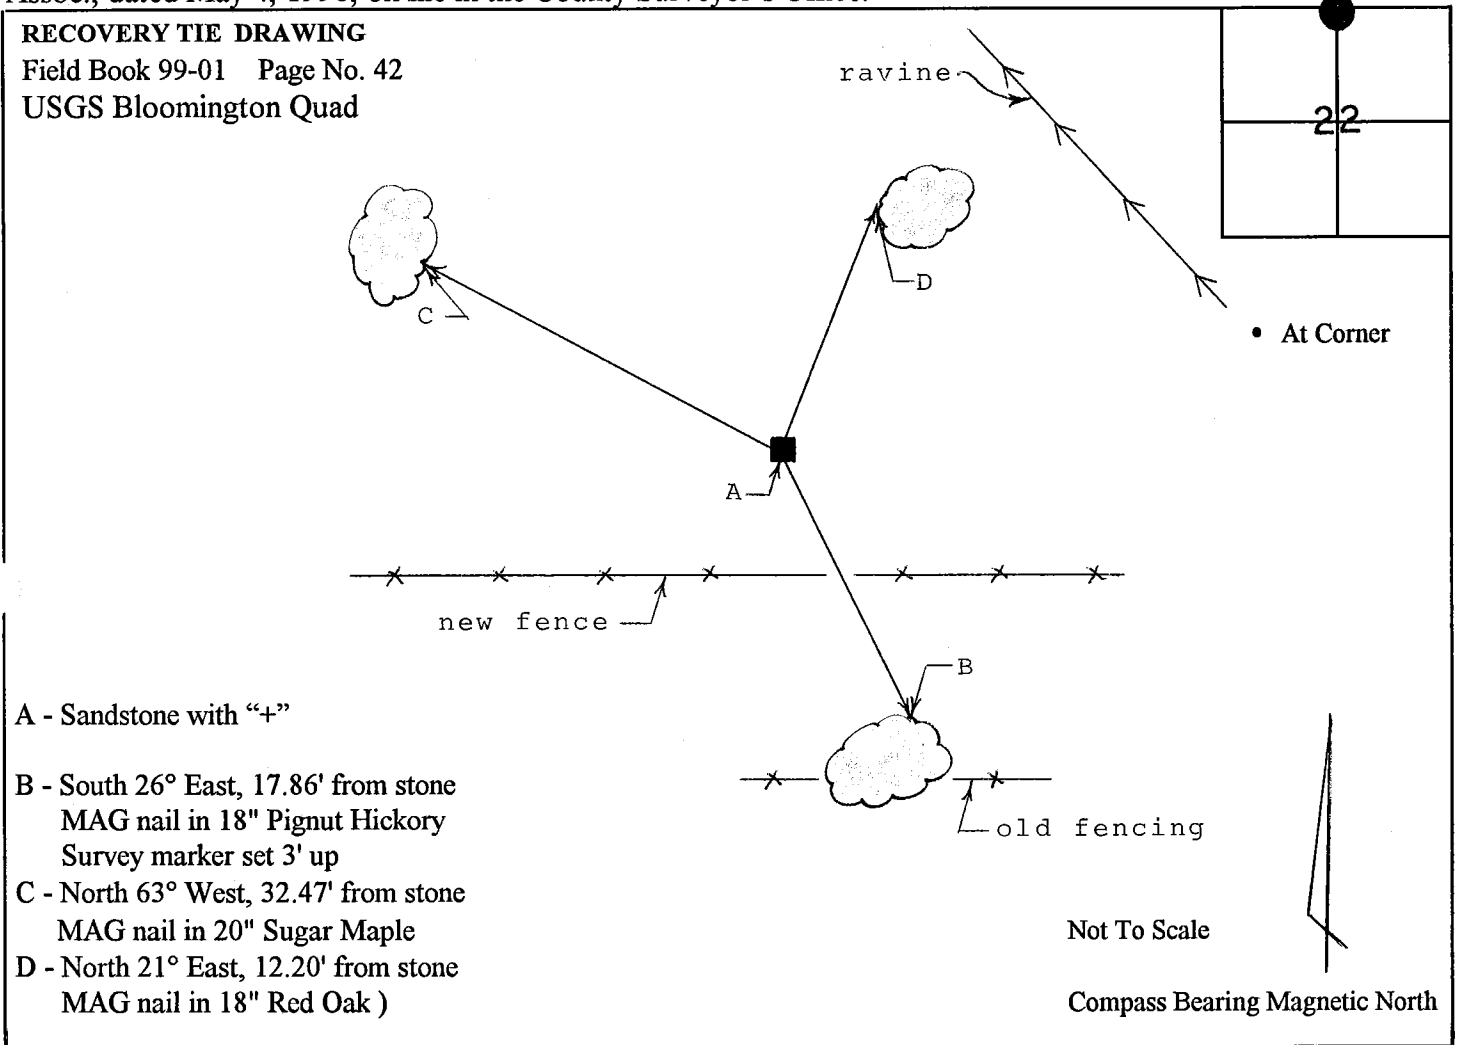 RECOVERY TIE DRAWING
Field Book 99-01 Page No. 42
USGS Bloomington Quad
ravine
22
D
C
At Corner
A
new fence
B
old fencing
A - Sandstone with “+”
B - South 26° East, 17.86' from stone
MAG nail in 18" Pignut Hickory
Survey marker set 3' up
C - North 63° West, 32.47' from stone
MAG nail in 20" Sugar Maple
D - North 21° East, 12.20' from stone
MAG nail in 18" Red Oak )
Not To Scale
Compass Bearing Magnetic North